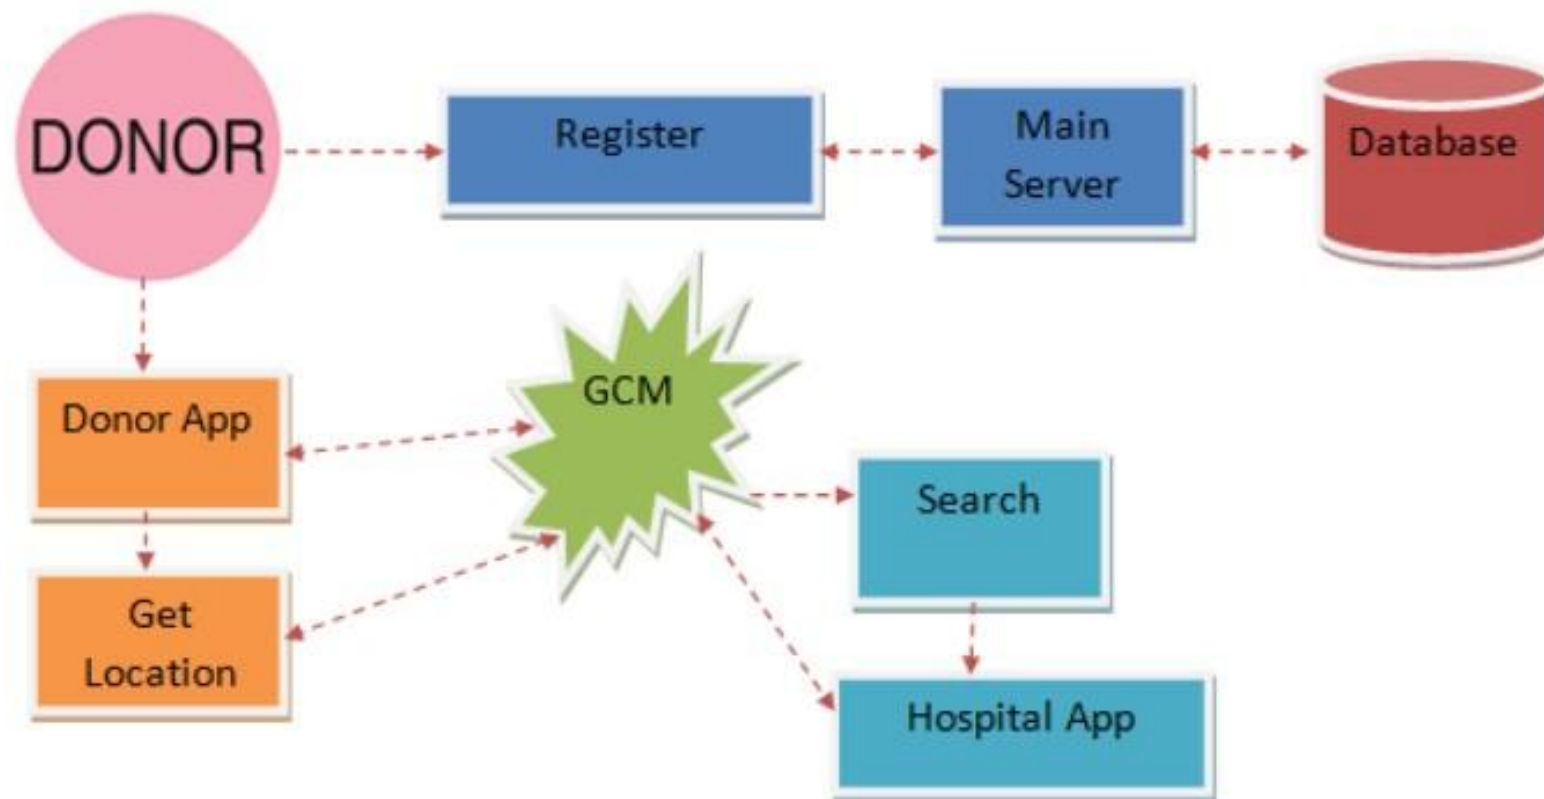 DONOR
Register
Main
Server
Database
GCM
Donor App
Search
Get
Location
Hospital App